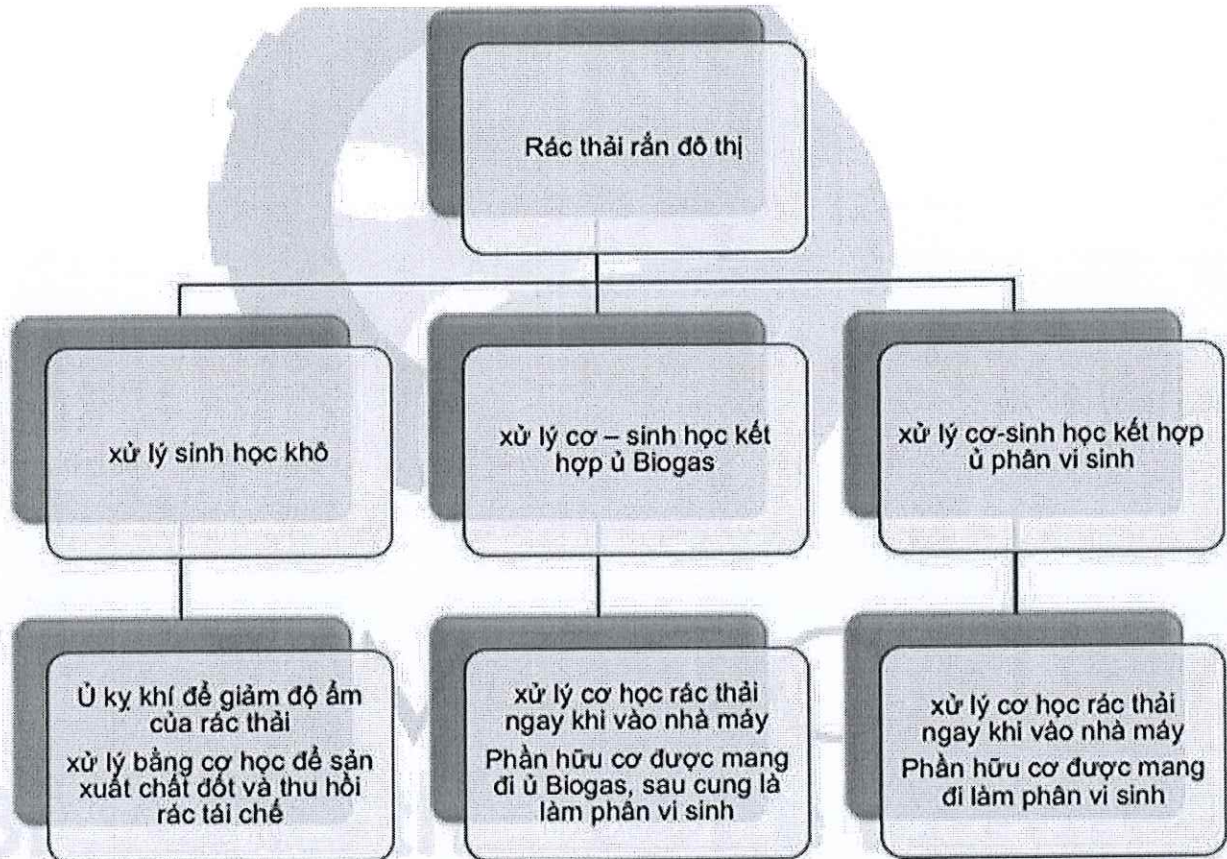 Rác thải rắn đô thị
xử lý sinh học khô
xử lý cơ – sinh học kết
hợp ủ Biogas
xử lý cơ-sinh học kết hợp
ủ phân vi sinh
Ủ kỵ khí để giảm độ ẩm
của rác thải
xử lý bằng cơ học để sản
xuất chất đốt và thu hồi
rác tái chế
xử lý cơ học rác thải
ngay khi vào nhà máy
Phần hữu cơ được mang
đi ủ Biogas, sau cung là
làm phân vi sinh
xử lý cơ học rác thải
ngay khi vào nhà máy
Phần hữu cơ được mang
đi làm phân vi sinh